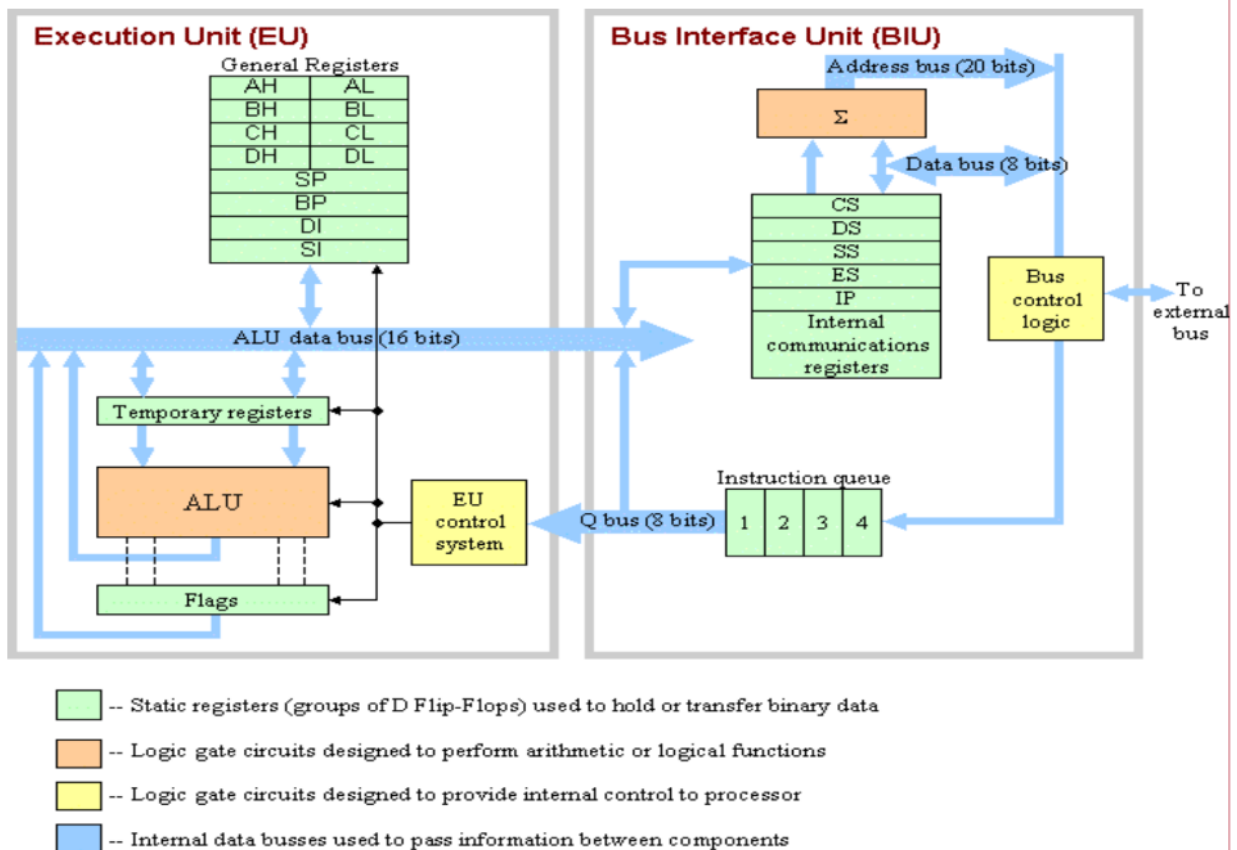 Execution Unit (EU)
General Registers
AH AL
BH BL
CH CL
DH DL
SP
BP
DI
SI
ALU data bus (16 bits)
Temporary registers
ALU
EU
control
system
Flags
Bus Interface Unit (BIU)
Address bus (20 bits)
Σ
Data bus (8 bits)
CS
DS
SS
ES
IP
Internal
communications
registers
Bus
control
logic
To
external
bus
Instruction queue
Q bus (8 bits)
1 2 3 4
-- Static registers (groups of D Flip-Flops) used to hold or transfer binary data
-- Logic gate circuits designed to perform arithmetic or logical functions
-- Logic gate circuits designed to provide internal control to processor
-- Internal data busses used to pass information between components